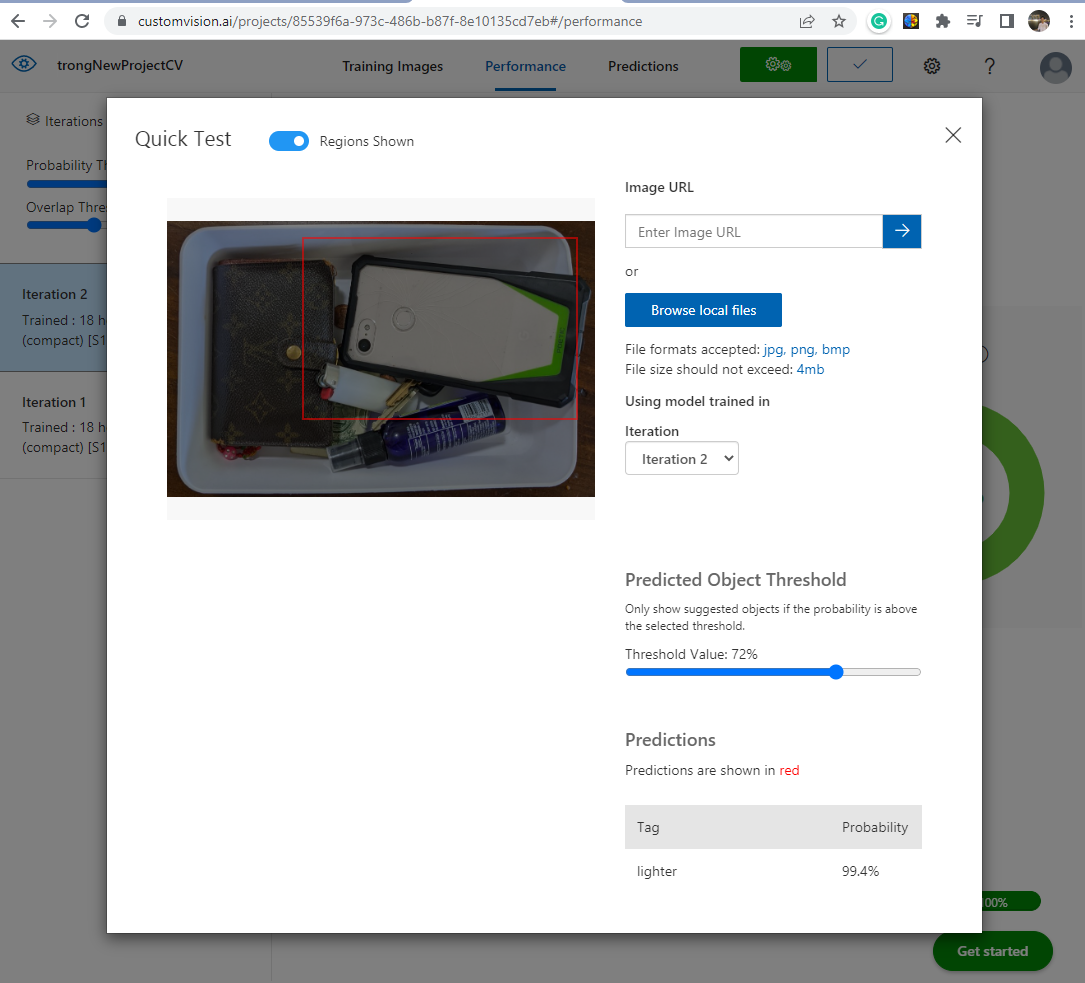 customvision.ai/projects/85539f6a-973c-486b-b87f-8e10135cd7eb#/performance
trongNewProjectCV
Training Images
Performance
Predictions
?
Iterations
Probability Th
Overlap Thre
Iteration 2
Trained : 18 h
(compact) [S1
Iteration 1
Trained : 18 h
(compact) [S1
Quick Test
Regions Shown
Image URL
Enter Image URL
or
Browse local files
File formats accepted: jpg, png, bmp
File size should not exceed: 4mb
Using model trained in
Iteration
Iteration 2
Predicted Object Threshold
Only show suggested objects if the probability is above
the selected threshold.
Threshold Value: 72%
Predictions
Predictions are shown in red
Tag Probability
lighter 99.4%
100%
Get started